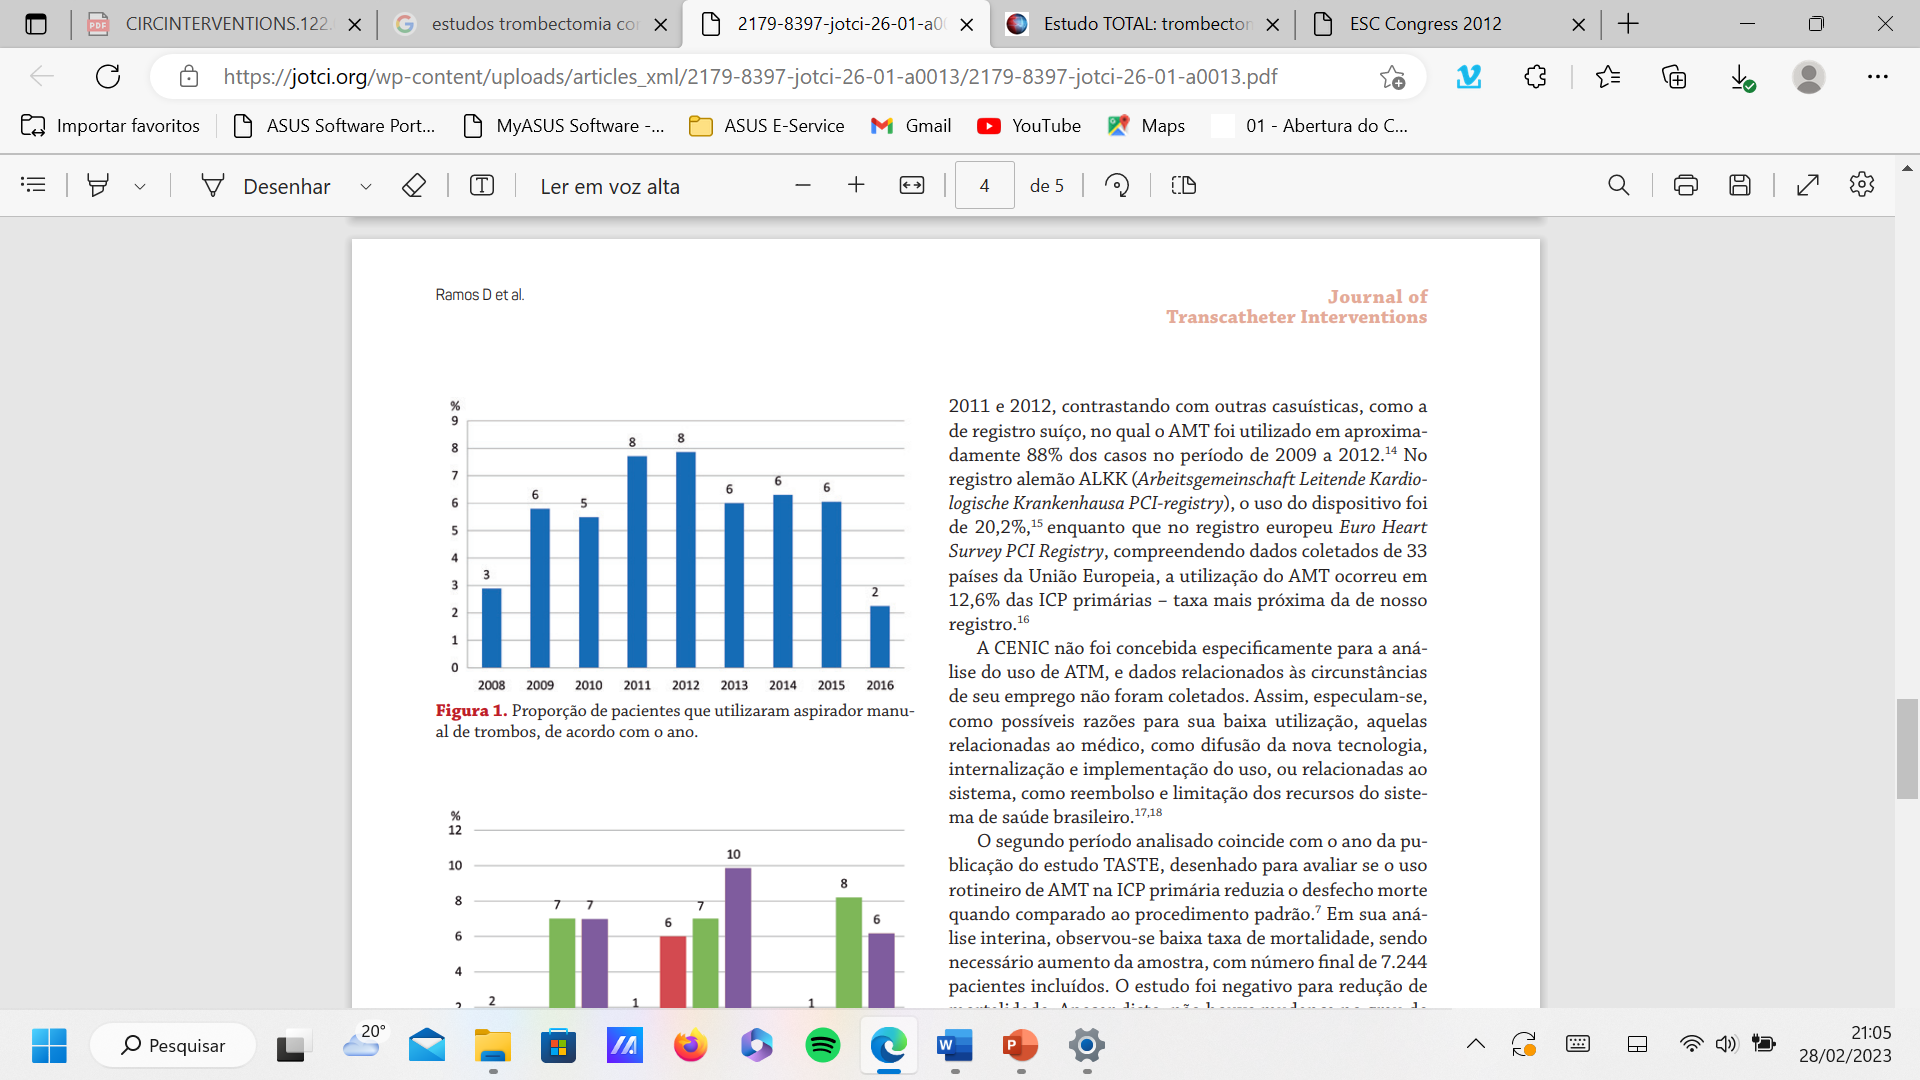 CIRCINTERVENTIONS.122.
estudos trombectomia co
2179-8397-jotci-26-01-a0
Estudo TOTAL: trombecto
ESC Congress 2012
https://jotci.org/wp-content/uploads/articles_xml/2179-8397-jotci-26-01-a0013/2179-8397-jotci-26-01-a0013.pdf
Importar favoritos
ASUS Software Port...
MyASUS Software -...
ASUS E-Service
Gmail
YouTube
Maps
01 - Abertura do C...
Desenhar
Ler em voz alta
4 de 5
Ramos D et al.
Journal of
Transcatheter Interventions
%
9
8
7
6
5
4
3
2
1
0
3
6
5
8
8
6
6
6
2
2008 2009 2010 2011 2012 2013 2014 2015 2016
Figura 1. Proporção de pacientes que utilizaram aspirador manu-
al de trombos, de acordo com o ano.
%
12
10
8
6
4
2
2
7
7
1
6
7
10
1
8
6
2011 e 2012, contrastando com outras casuísticas, como a
de registro suíço, no qual o AMT foi utilizado em aproxima-
damente 88% dos casos no período de 2009 a 2012.14 No
registro alemão ALKK (Arbeitsgemeinschaft Leitende Kardio-
logische Krankenhausa PCI-registry), o uso do dispositivo foi
de 20,2%,15 enquanto que no registro europeu Euro Heart
Survey PCI Registry, compreendendo dados coletados de 33
países da União Europeia, a utilização do AMT ocorreu em
12,6% das ICP primárias – taxa mais próxima da de nosso
registro.16
A CENIC não foi concebida especificamente para a aná-
lise do uso de ATM, e dados relacionados às circunstâncias
de seu emprego não foram coletados. Assim, especulam-se,
como possíveis razões para sua baixa utilização, aquelas
relacionadas ao médico, como difusão da nova tecnologia,
internalização e implementação do uso, ou relacionadas ao
sistema, como reembolso e limitação dos recursos do siste-
ma de saúde brasileiro.17,18
O segundo período analisado coincide com o ano da pu-
blicação do estudo TASTE, desenhado para avaliar se o uso
rotineiro de AMT na ICP primária reduzia o desfecho morte
quando comparado ao procedimento padrão.7 Em sua aná-
lise interina, observou-se baixa taxa de mortalidade, sendo
necessário aumento da amostra, com número final de 7.244
pacientes incluídos. O estudo foi negativo para redução de
20°
Pesquisar
21:05
28/02/2023